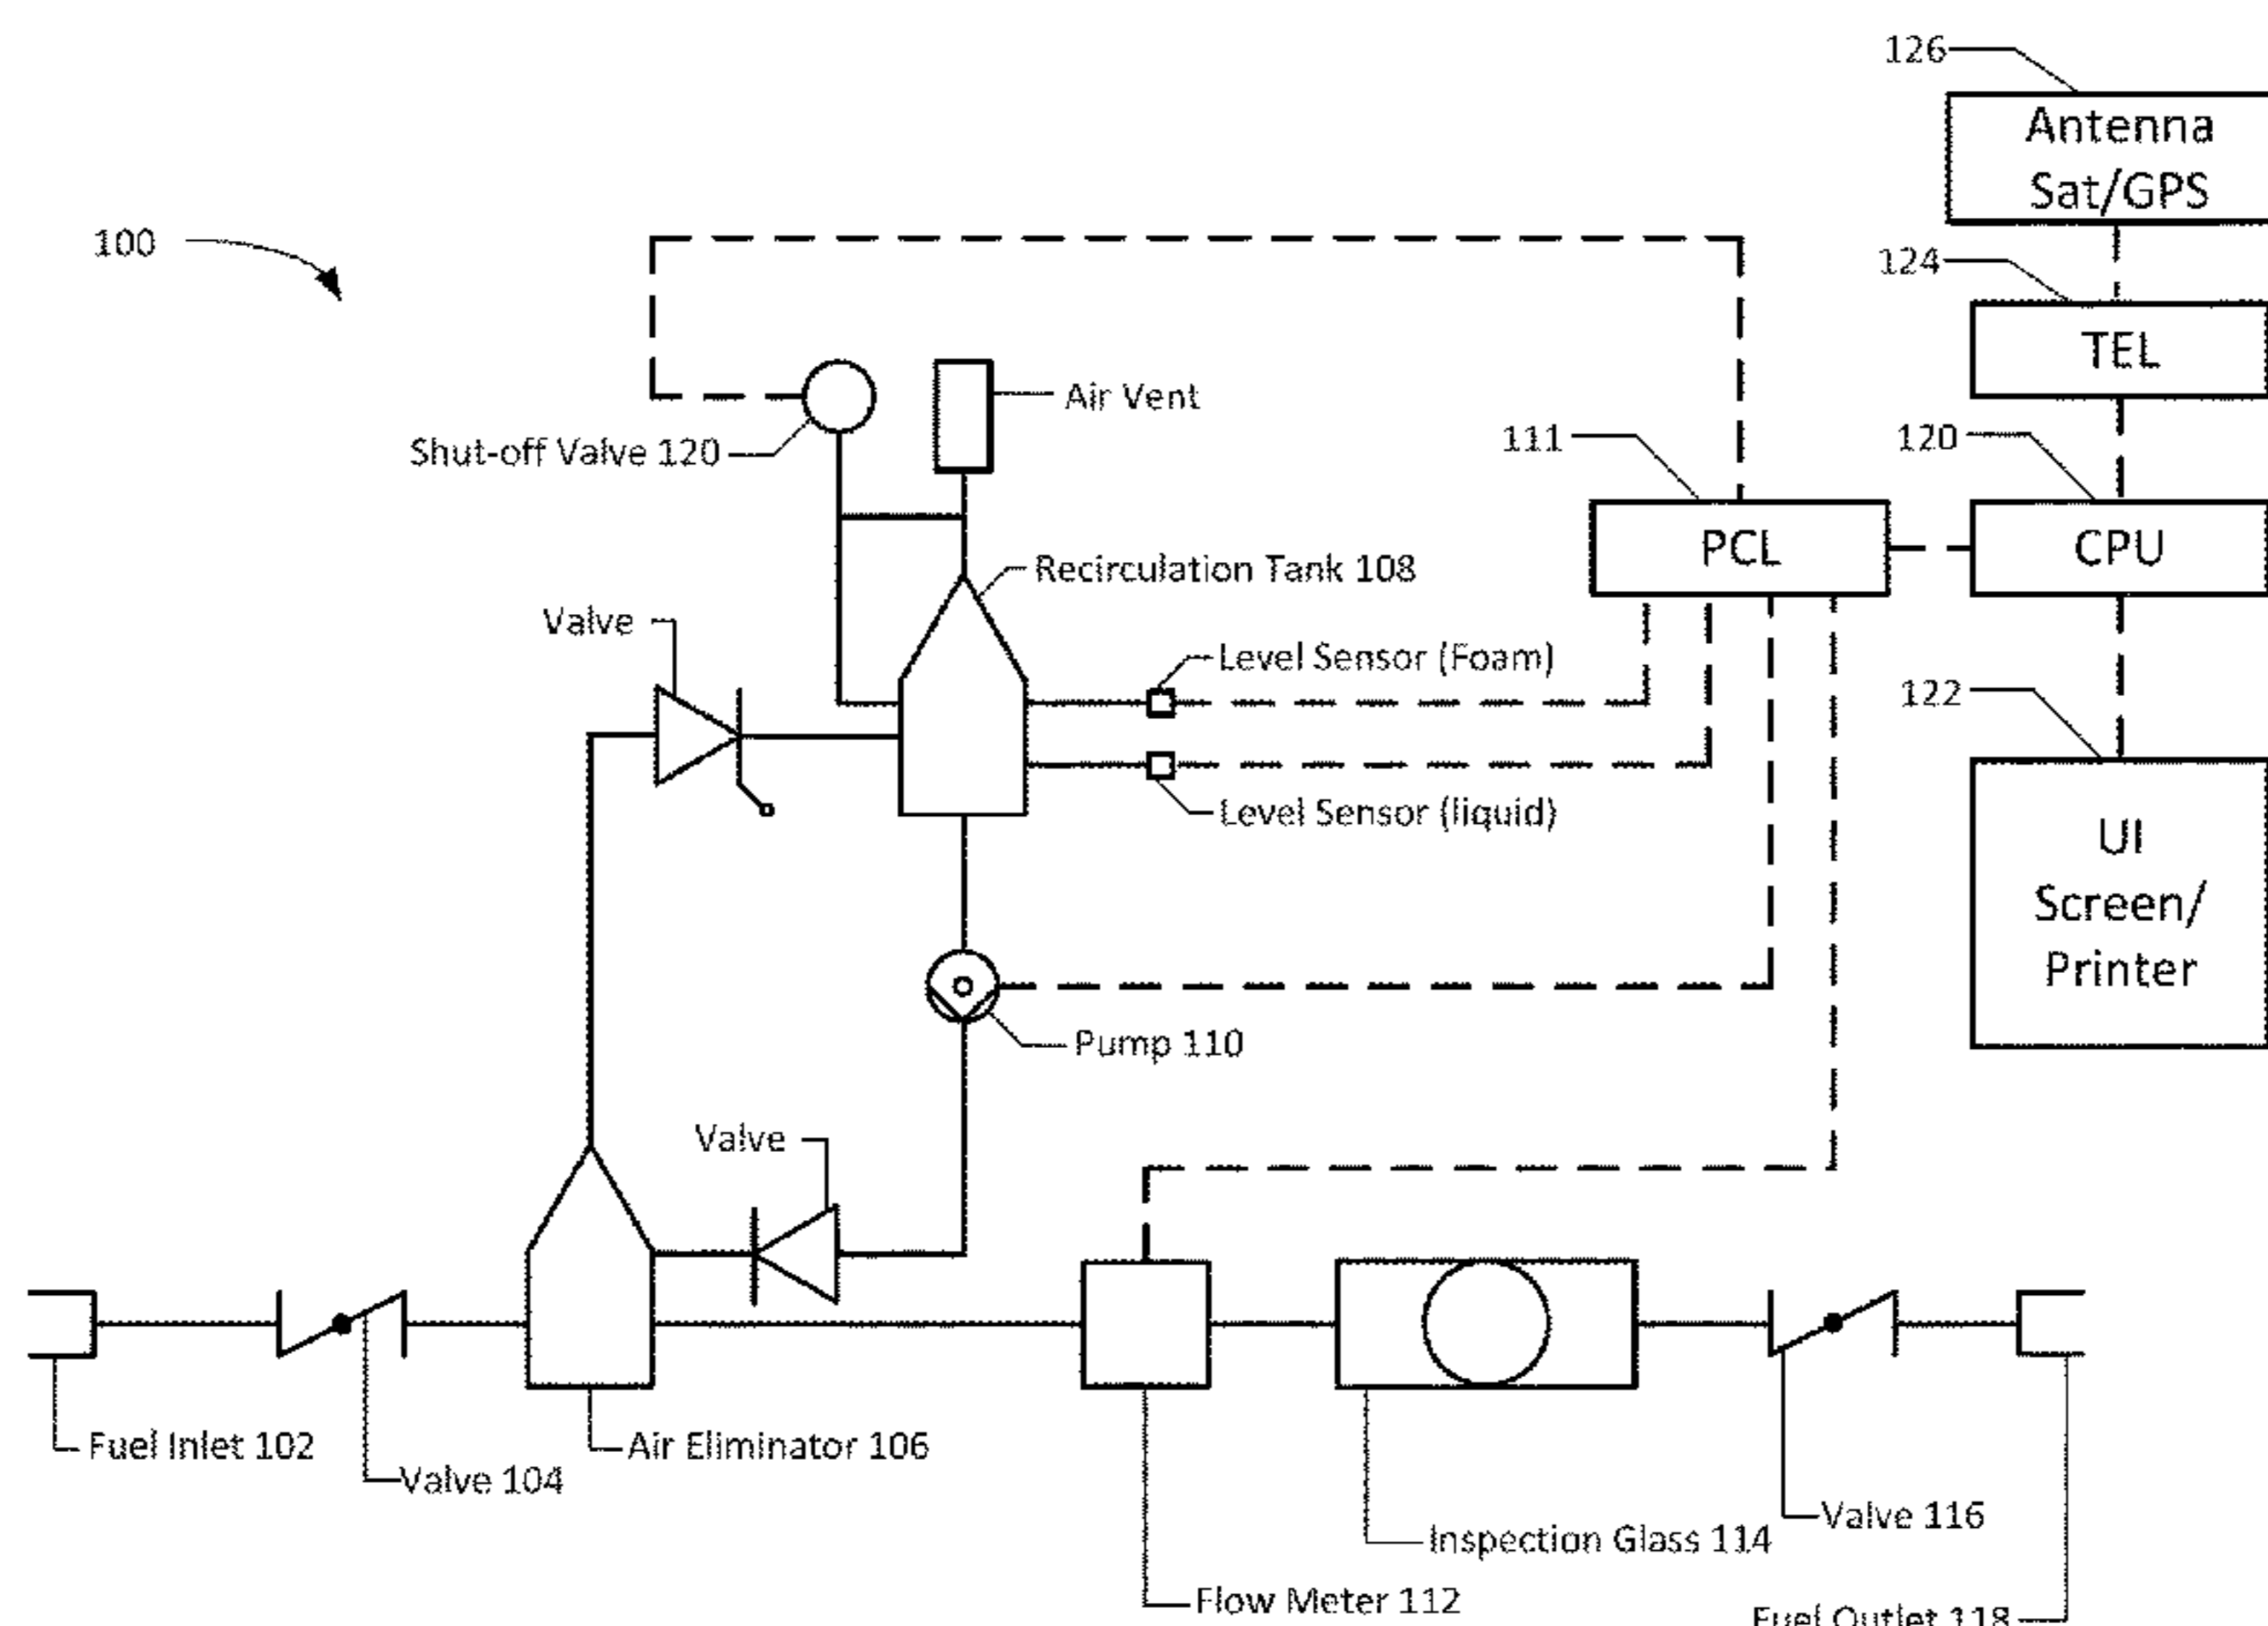 126
Antenna
Sat/GPS
100
124
TEL
Air Vent
Shut-off Valve 120
111
120
PCL
CPU
Recirculation Tank 108
Valve
Level Sensor (Foam)
122
Level Sensor (liquid)
UI
Screen/
Printer
Pump 110
Valve
Fuel Inlet 102
Air Eliminator 106
Valve 104
Valve 116
Inspection Glass 114
Flow Meter 112
Fuel Outlet 118